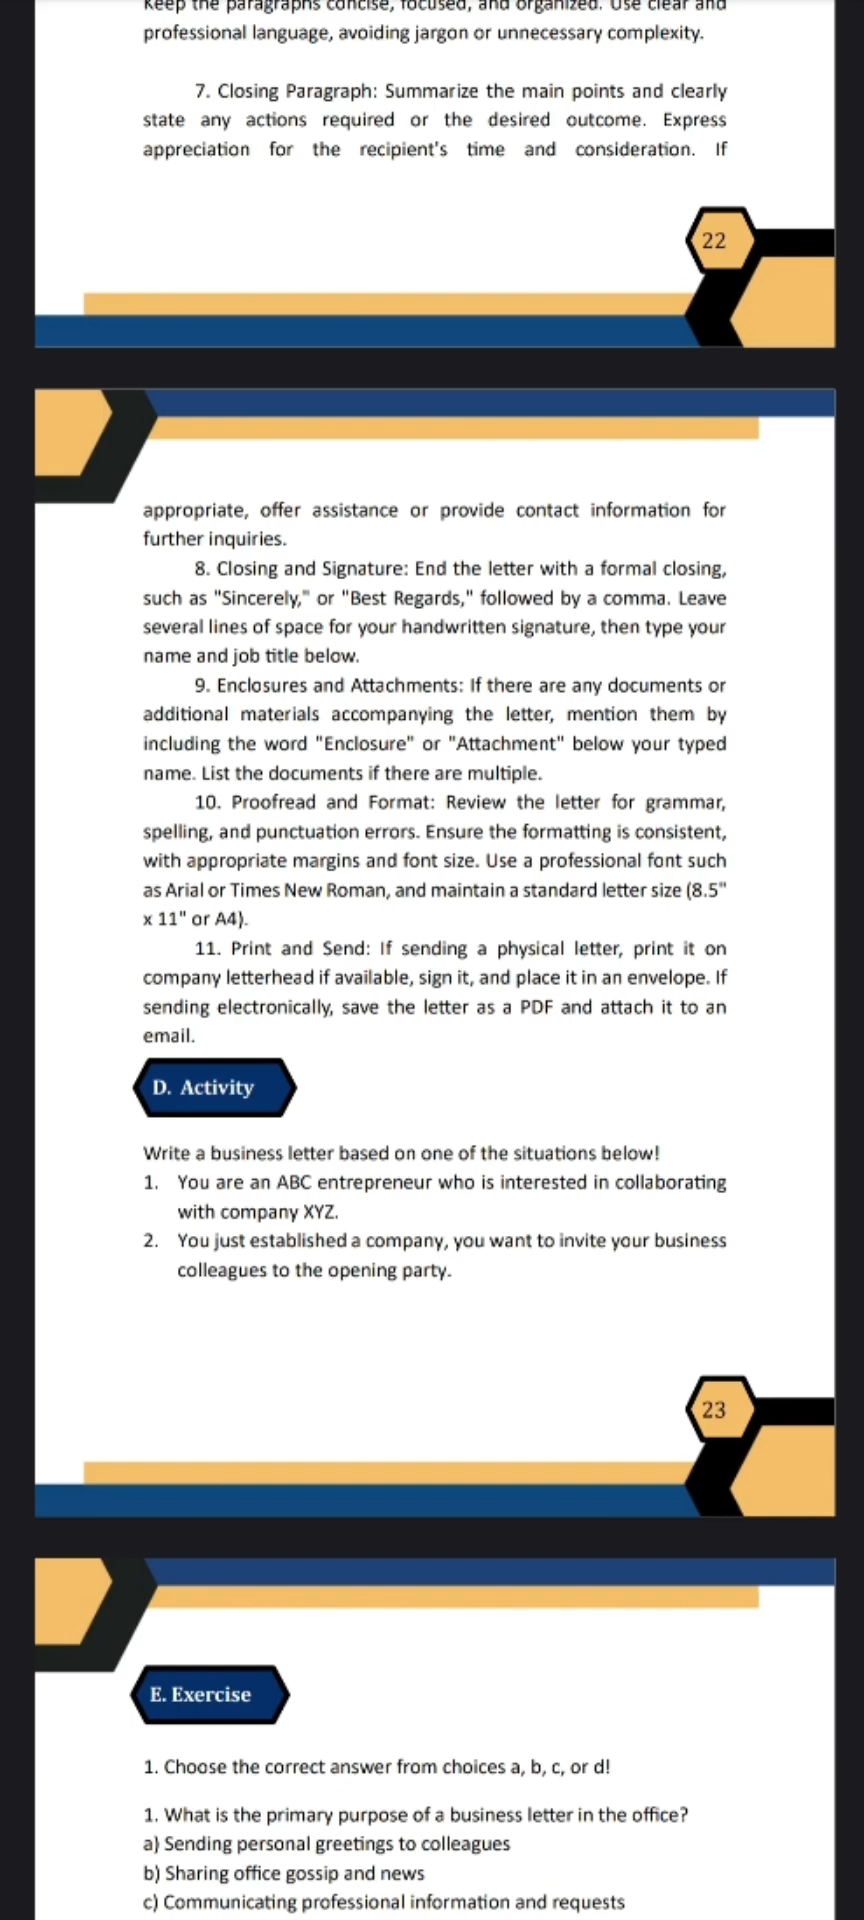 Keep the paragraphs concise, focused, and organized. Use clear and
professional language, avoiding jargon or unnecessary complexity.
7. Closing Paragraph: Summarize the main points and clearly
state any actions required or the desired outcome. Express
appreciation for the recipient's time and consideration. If
22
appropriate, offer assistance or provide contact information for
further inquiries.
8. Closing and Signature: End the letter with a formal closing,
such as "Sincerely," or "Best Regards," followed by a comma. Leave
several lines of space for your handwritten signature, then type your
name and job title below.
9. Enclosures and Attachments: If there are any documents or
additional materials accompanying the letter, mention them by
including the word "Enclosure" or "Attachment" below your typed
name. List the documents if there are multiple.
10. Proofread and Format: Review the letter for grammar,
spelling, and punctuation errors. Ensure the formatting is consistent,
with appropriate margins and font size. Use a professional font such
as Arial or Times New Roman, and maintain a standard letter size (8.5"
x 11" or A4).
11. Print and Send: If sending a physical letter, print it on
company letterhead if available, sign it, and place it in an envelope. If
sending electronically, save the letter as a PDF and attach it to an
email.
D. Activity
Write a business letter based on one of the situations below!
1. You are an ABC entrepreneur who is interested in collaborating
with company XYZ.
2. You just established a company, you want to invite your business
colleagues to the opening party.
23
E. Exercise
1. Choose the correct answer from choices a, b, c, or d!
1. What is the primary purpose of a business letter in the office?
a) Sending personal greetings to colleagues
b) Sharing office gossip and news
c) Communicating professional information and requests